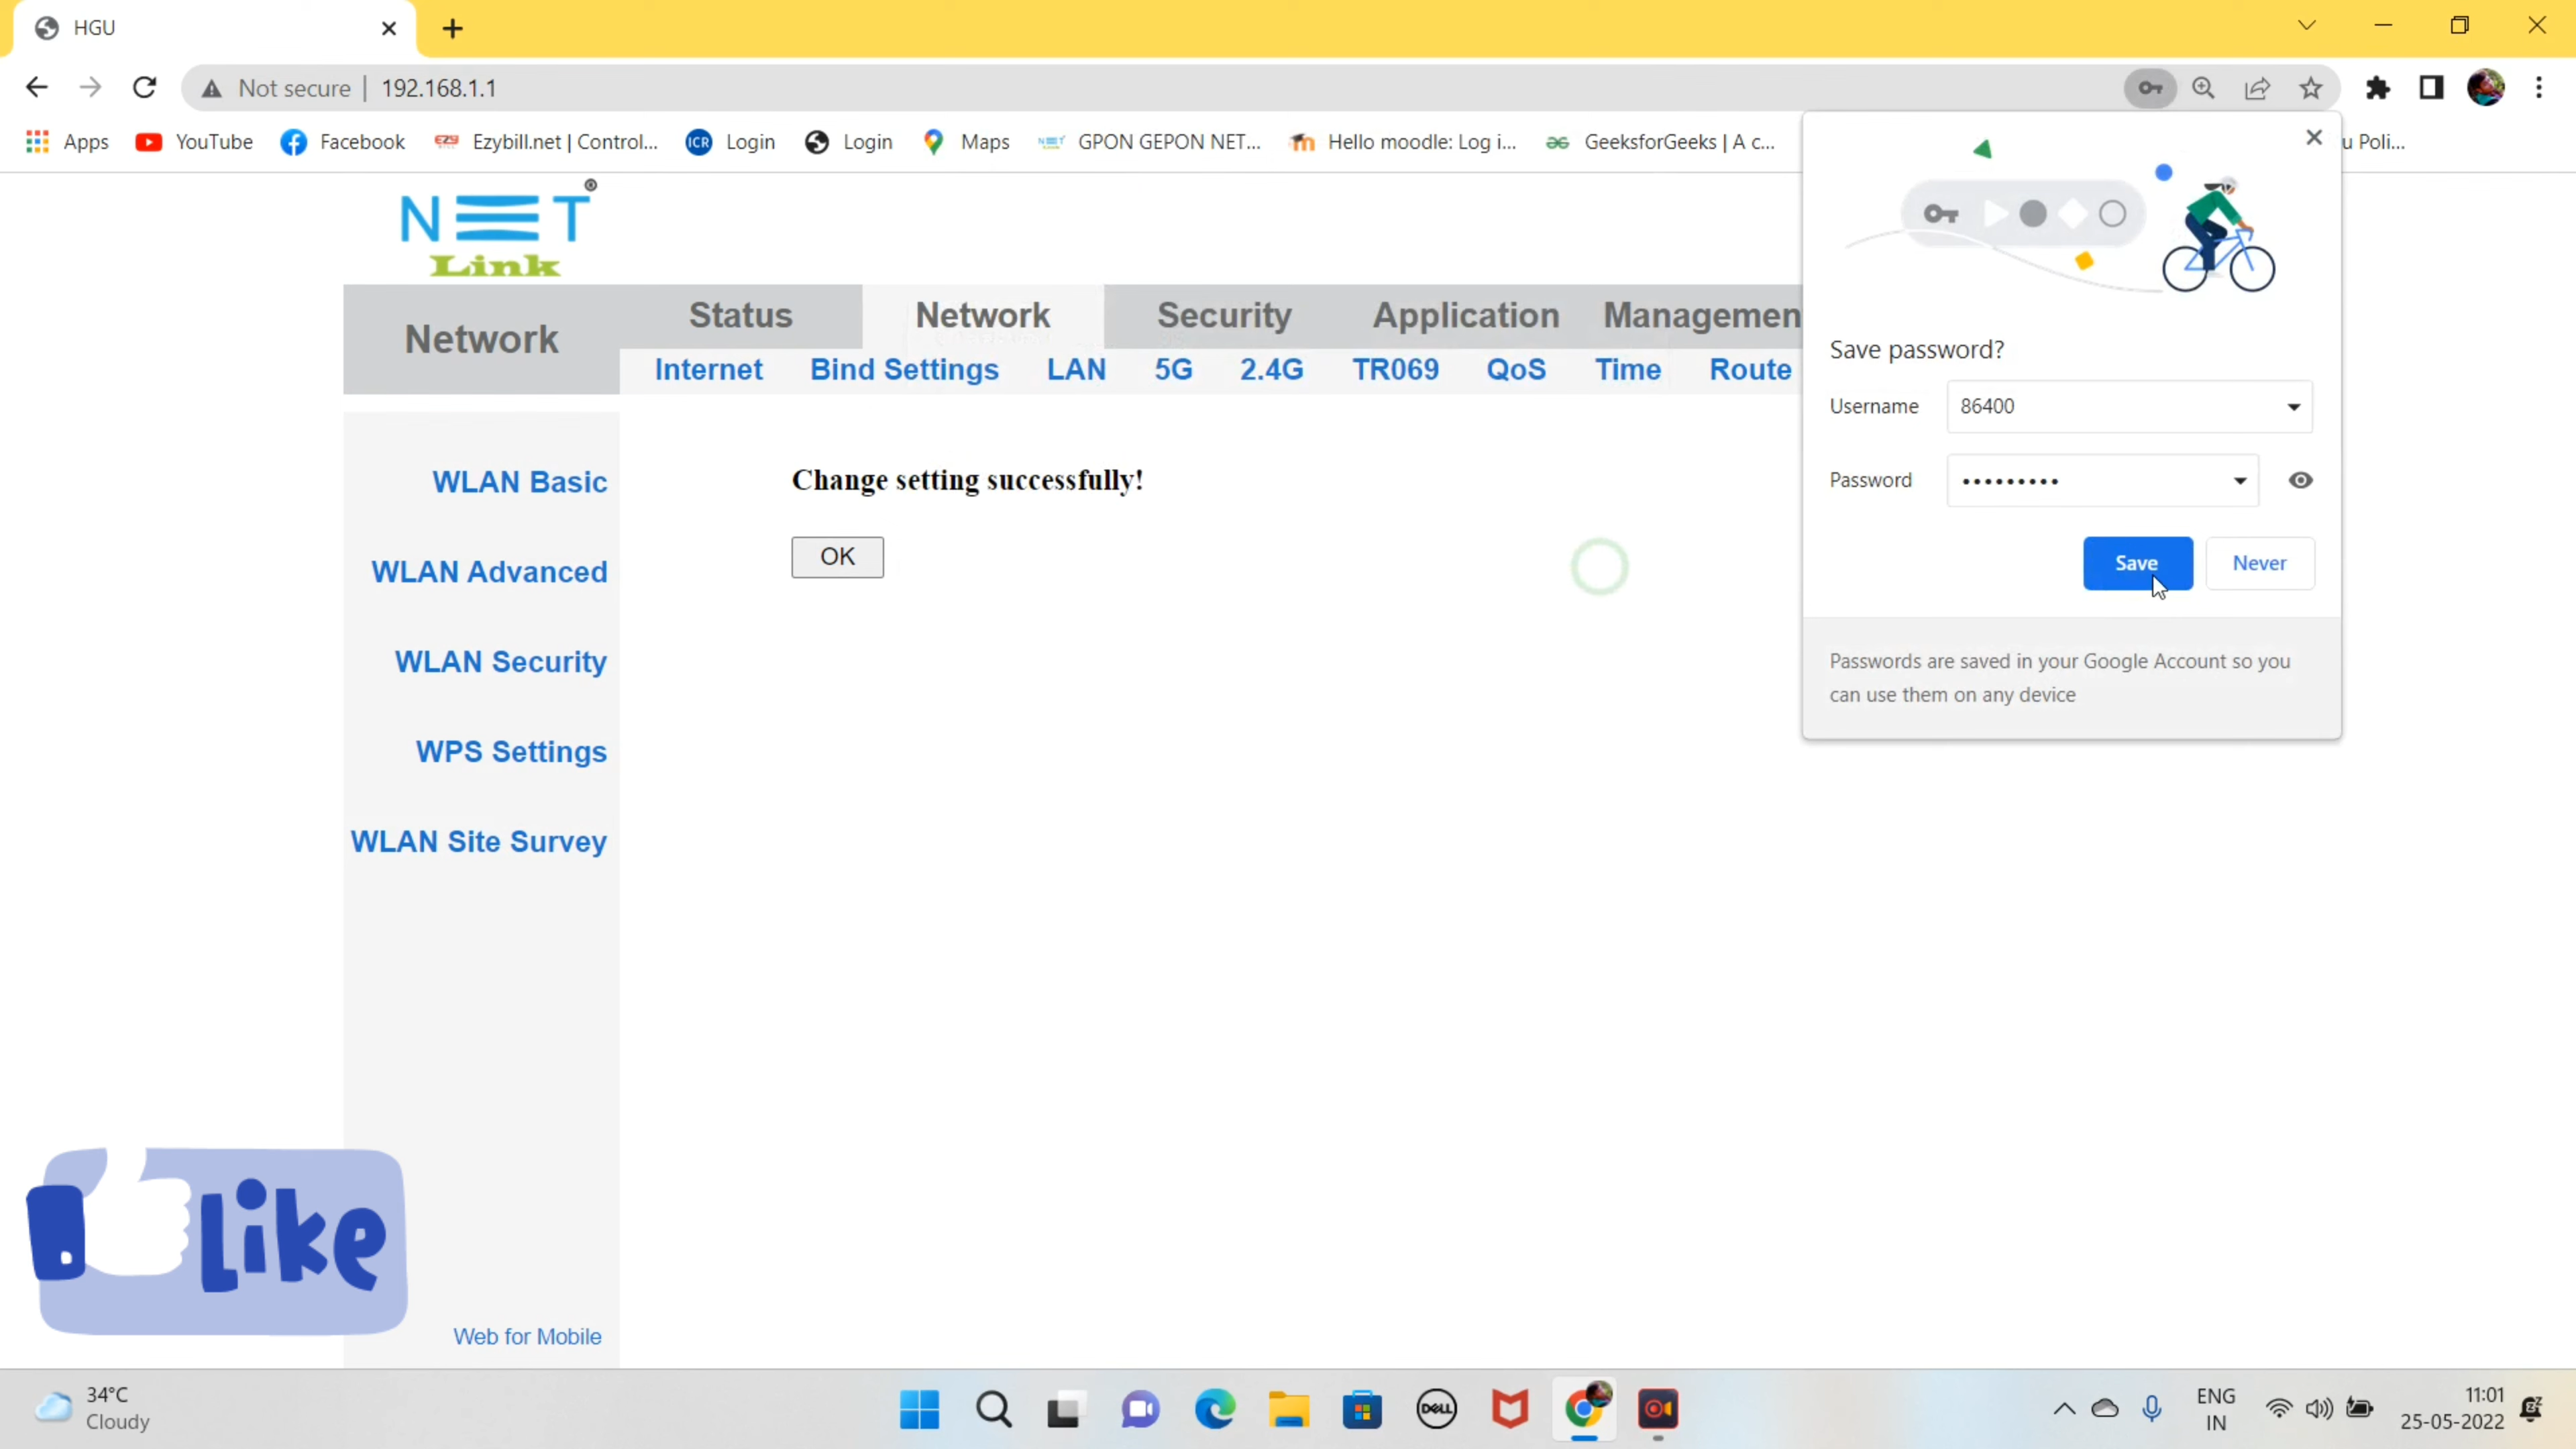 HGU
Not secure | 192.168.1.1
Apps YouTube Facebook Ezybill.net | Control... Login Login Maps GPON GEPON NET... Hello moodle: Log i... GeeksforGeeks | A c... u Poli...
NET
Link
Network
Status Network Security Application Managemen
Internet Bind Settings LAN 5G 2.4G TR069 QoS Time Route
WLAN Basic
WLAN Advanced
WLAN Security
WPS Settings
WLAN Site Survey
Web for Mobile
Change setting successfully!
OK
Save password?
Username 86400
Password •••••••••
Save Never
Passwords are saved in your Google Account so you
can use them on any device
Like
34°C
Cloudy
DELL
ENG
IN
11:01
25-05-2022